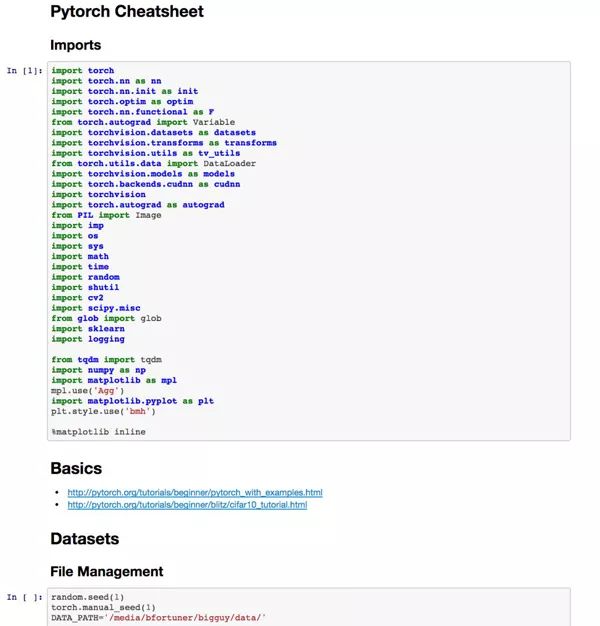 Pytorch Cheatsheet
Imports
In [1]:
import torch
import torch.nn as nn
import torch.nn.init as init
import torch.optim as optim
import torch.nn.functional as F
from torch.autograd import Variable
import torchvision.datasets as datasets
import torchvision.transforms as transforms
import torchvision.utils as tv_utils
from torch.utils.data import DataLoader
import torchvision.models as models
import torch.backends.cudnn as cudnn
import torchvision
import torch.autograd as autograd
from PIL import Image
import imp
import os
import sys
import math
import time
import random
import shutil
import cv2
import scipy.misc
from glob import glob
import sklearn
import logging
from tqdm import tqdm
import numpy as np
import matplotlib as mpl
mpl.use('Agg')
import matplotlib.pyplot as plt
plt.style.use('bmh')
%matplotlib inline
Basics
• http://pytorch.org/tutorials/beginner/pytorch_with_examples.html
• http://pytorch.org/tutorials/beginner/blitz/cifar10_tutorial.html
Datasets
File Management
In [ ]:
random.seed(1)
torch.manual_seed(1)
DATA_PATH='/media/bfortuner/bigguy/data/'